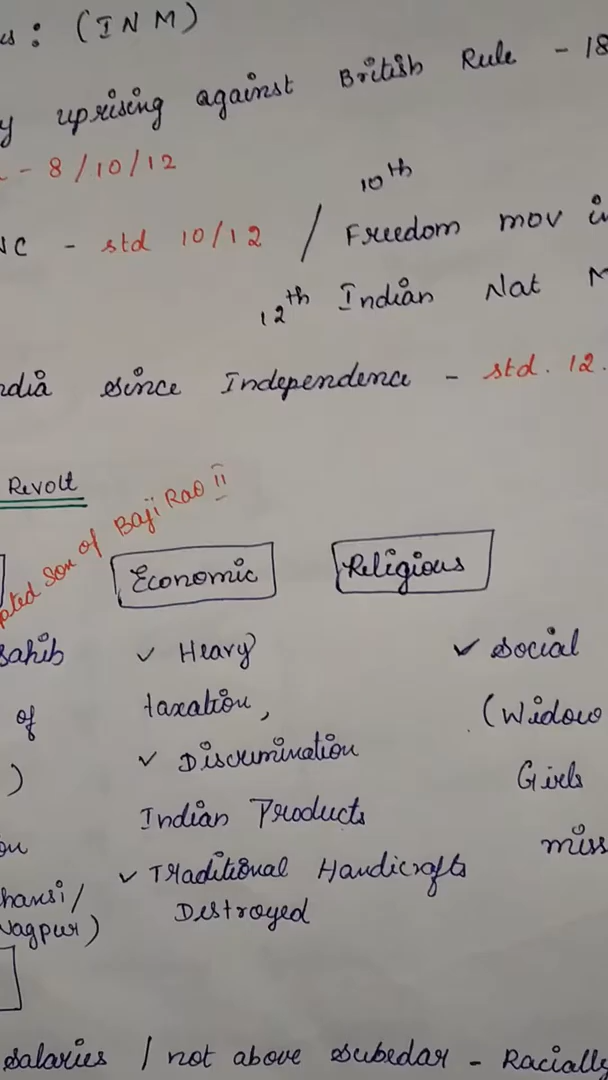 : (INM)
uprising against British Rule - 18
- 8/10/12
10th
- std 10/12 / Freedom mov in
12th Indian Nat M
since Independence - std. 12.
Revolt
son of Baji Rao II
Economic
Religious
sahib ✓ Heavy ✓ social
of taxation, (Widow
) ✓ Discrimination Girls
Indian Products miss
✓ Traditional Handicrafts
Destroyed
salaries / not above subedar - Racially